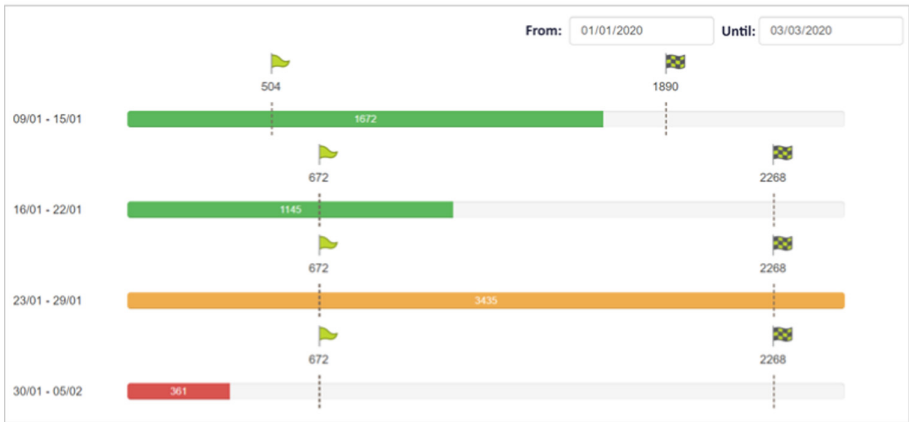 From: 01/01/2020 Until: 03/03/2020
504 1890
09/01 - 15/01 1672
672 2268
16/01 - 22/01 1145
672 2268
23/01 - 29/01 3435
672 2268
30/01 - 05/02 361